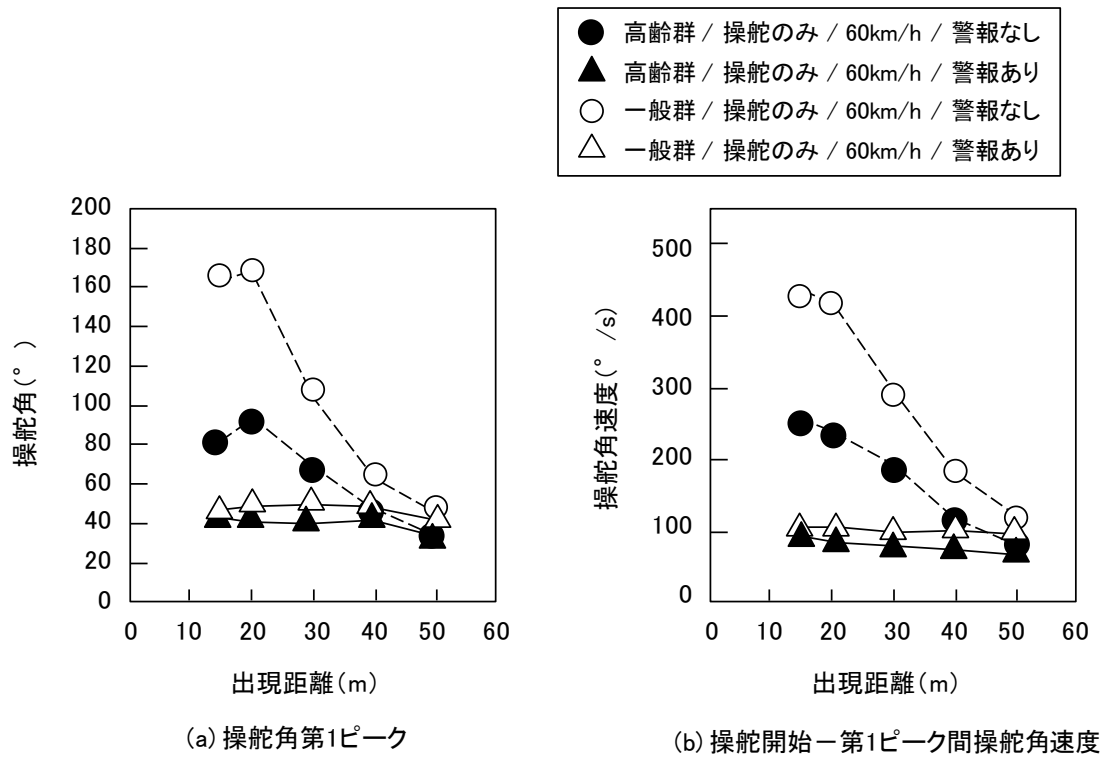 高齢群 / 操舵のみ / 60km/h / 警報なし
高齢群 / 操舵のみ / 60km/h / 警報あり
一般群 / 操舵のみ / 60km/h / 警報なし
一般群 / 操舵のみ / 60km/h / 警報あり
操舵角(°)
200
180
160
140
120
100
80
60
40
20
0
0 10 20 30 40 50 60
出現距離(m)
(a) 操舵角第1ピーク
操舵角速度(°/s)
500
400
300
200
100
0
0 10 20 30 40 50 60
出現距離(m)
(b) 操舵開始－第1ピーク間操舵角速度